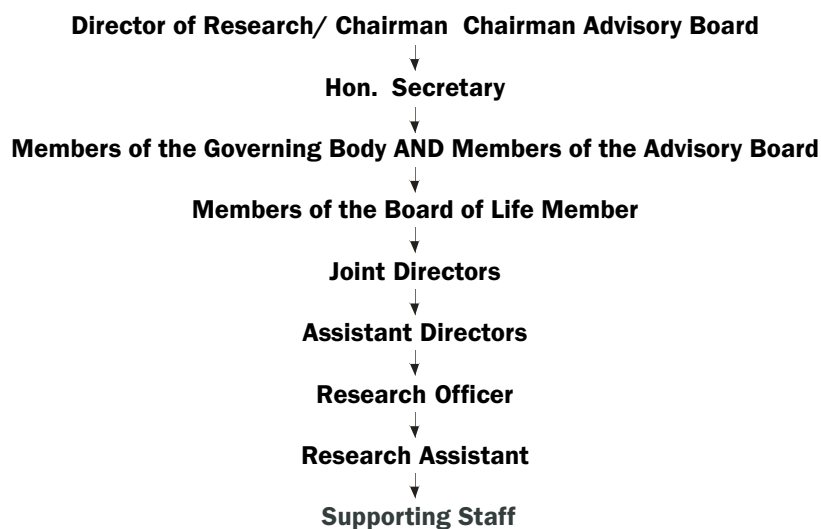 Director of Research/ Chairman  Chairman Advisory Board
Hon.  Secretary
Members of the Governing Body AND Members of the Advisory Board
Members of the Board of Life Member
Joint Directors
Assistant Directors
Research Officer
Research Assistant
Supporting Staff